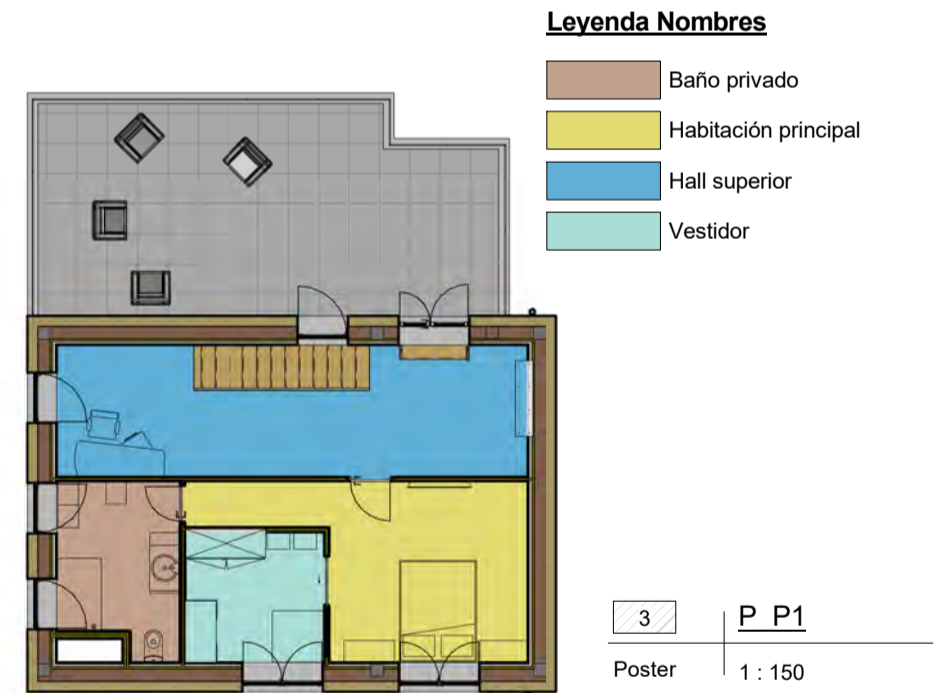 Leyenda Nombres
Baño privado
Habitación principal
Hall superior
Vestidor
3
P P1
Poster
1 : 150